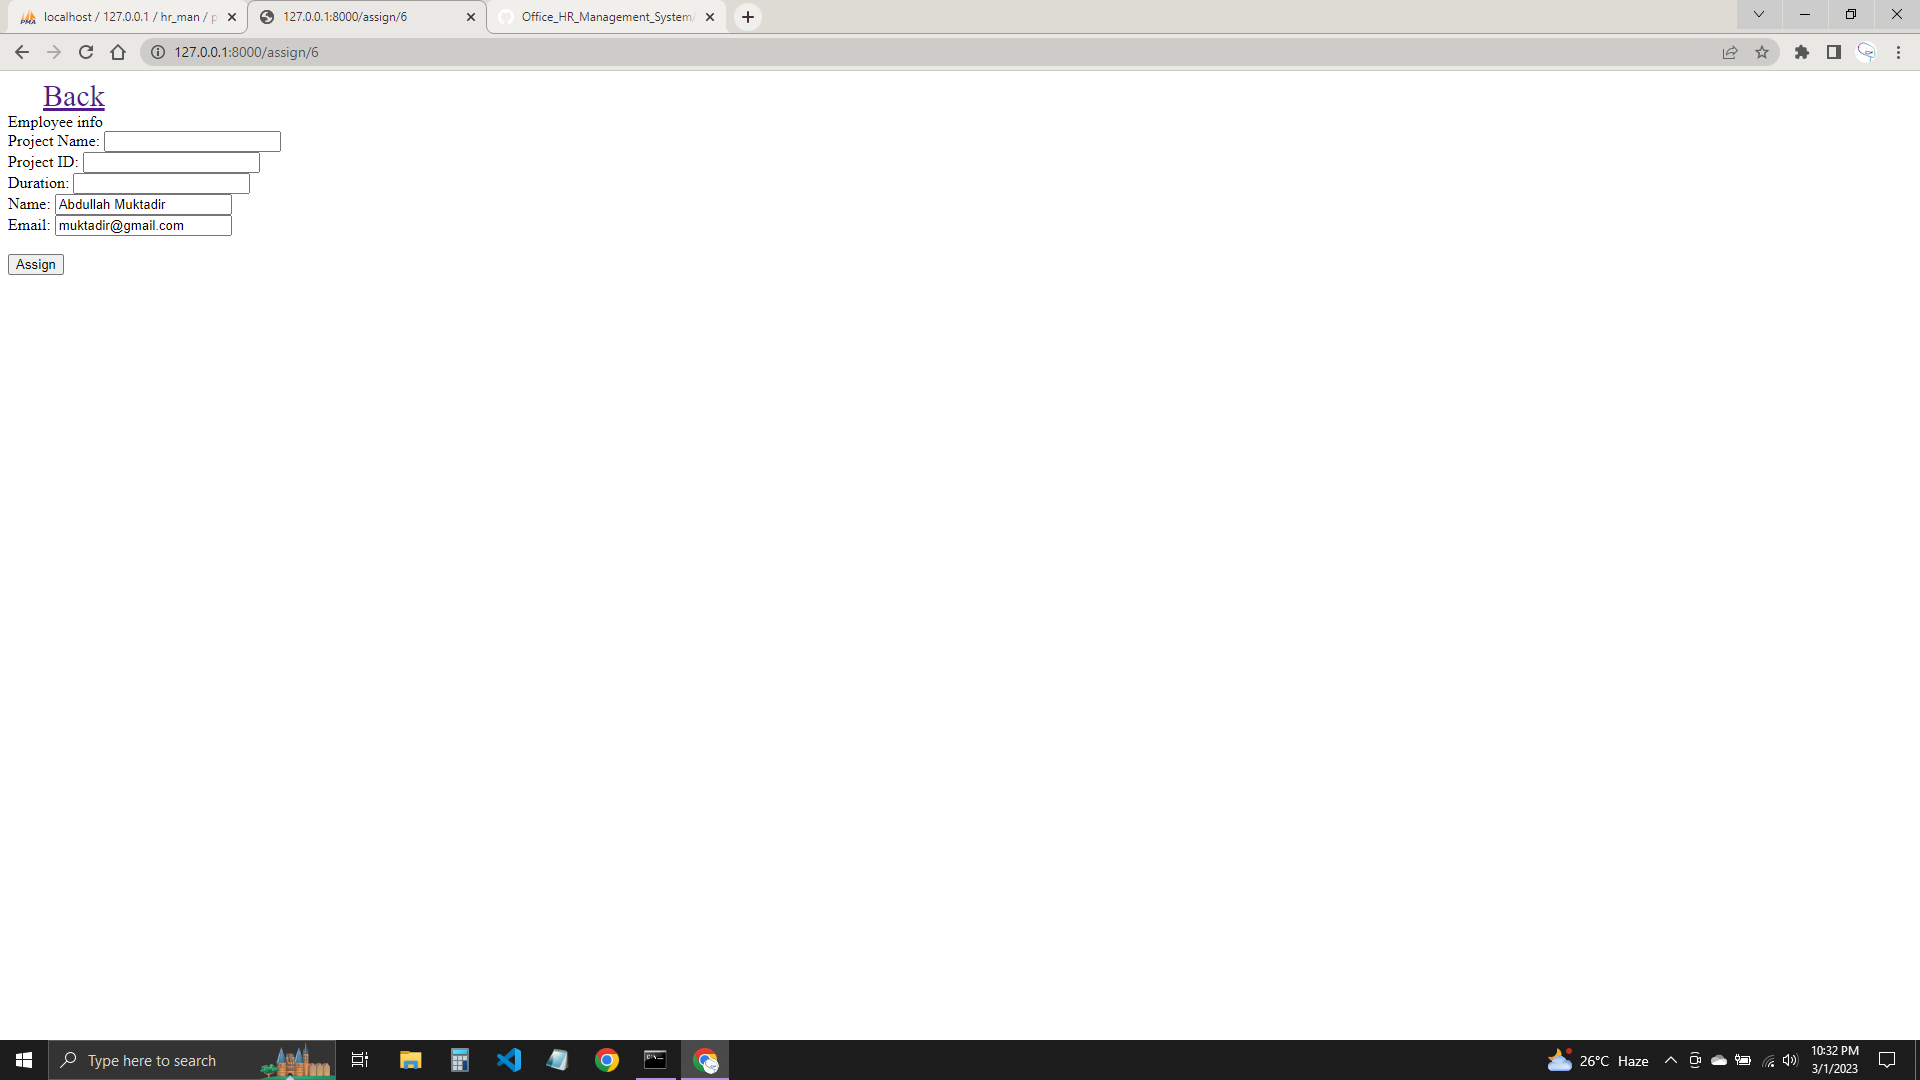 localhost / 127.0.0.1 / hr_man / p
127.0.0.1:8000/assign/6
Office_HR_Management_System/
127.0.0.1:8000/assign/6
Back
Employee info
Project Name:
Project ID:
Duration:
Name: Abdullah Muktadir
Email: muktadir@gmail.com
Assign
Type here to search
26°C Haze
10:32 PM
3/1/2023